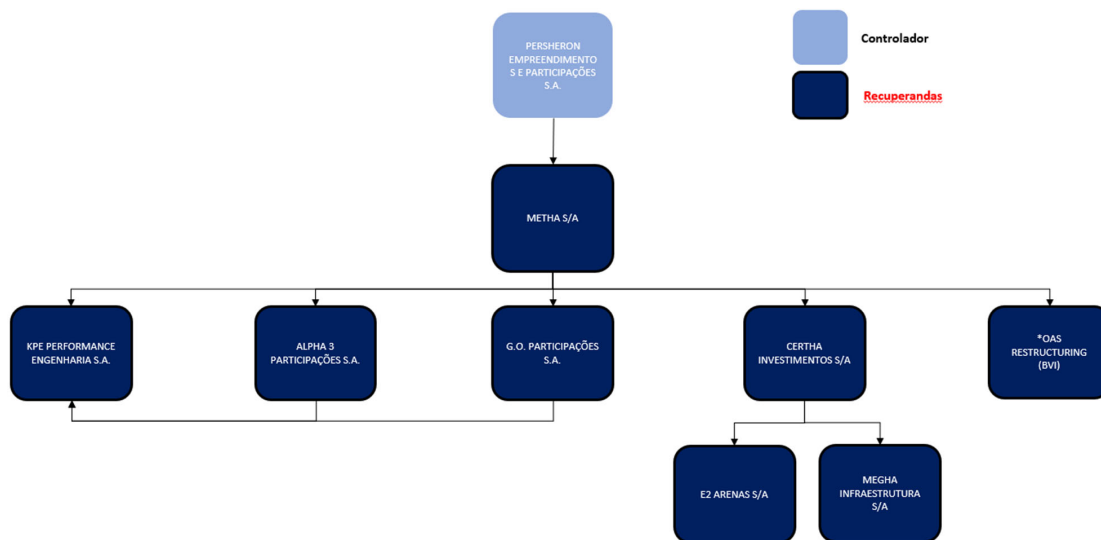 PERSHERON
EMPREENDIMENTO
S E PARTICIPAÇÕES
S.A.
Controlador
Recuperandas
METHA S/A
KPE PERFORMANCE
ENGENHARIA S.A.
ALPHA 3
PARTICIPAÇÕES S.A.
G.O. PARTICIPAÇÕES
S.A.
CERTHA
INVESTIMENTOS S/A
*OAS
RESTRUCTURING
(BVI)
E2 ARENAS S/A
MEGHA
INFRAESTRUTURA
S/A